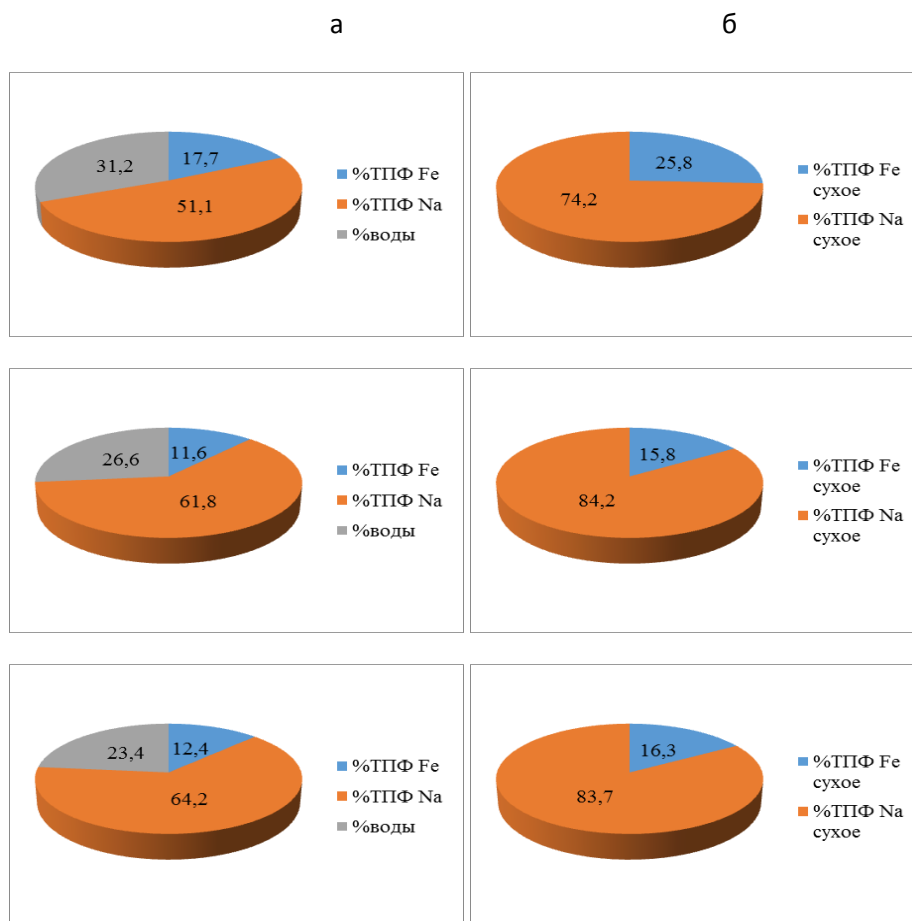 а
б
31,2
17,7
51,1
%ТПФ Fe
%ТПФ Na
%воды
25,8
74,2
%ТПФ Fe
сухое
%ТПФ Na
сухое
26,6
11,6
61,8
%ТПФ Fe
%ТПФ Na
%воды
15,8
84,2
%ТПФ Fe
сухое
%ТПФ Na
сухое
23,4
12,4
64,2
%ТПФ Fe
%ТПФ Na
%воды
16,3
83,7
%ТПФ Fe
сухое
%ТПФ Na
сухое